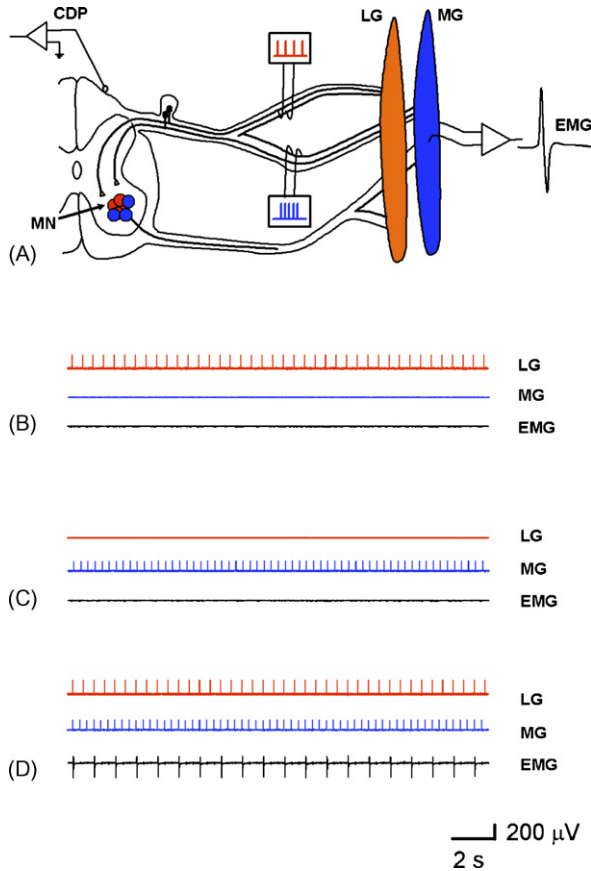 CDP
LG MG
EMG
MN
(A)
LG
MG
(B) EMG
LG
MG
(C) EMG
LG
MG
(D) EMG
200 μV
2 s